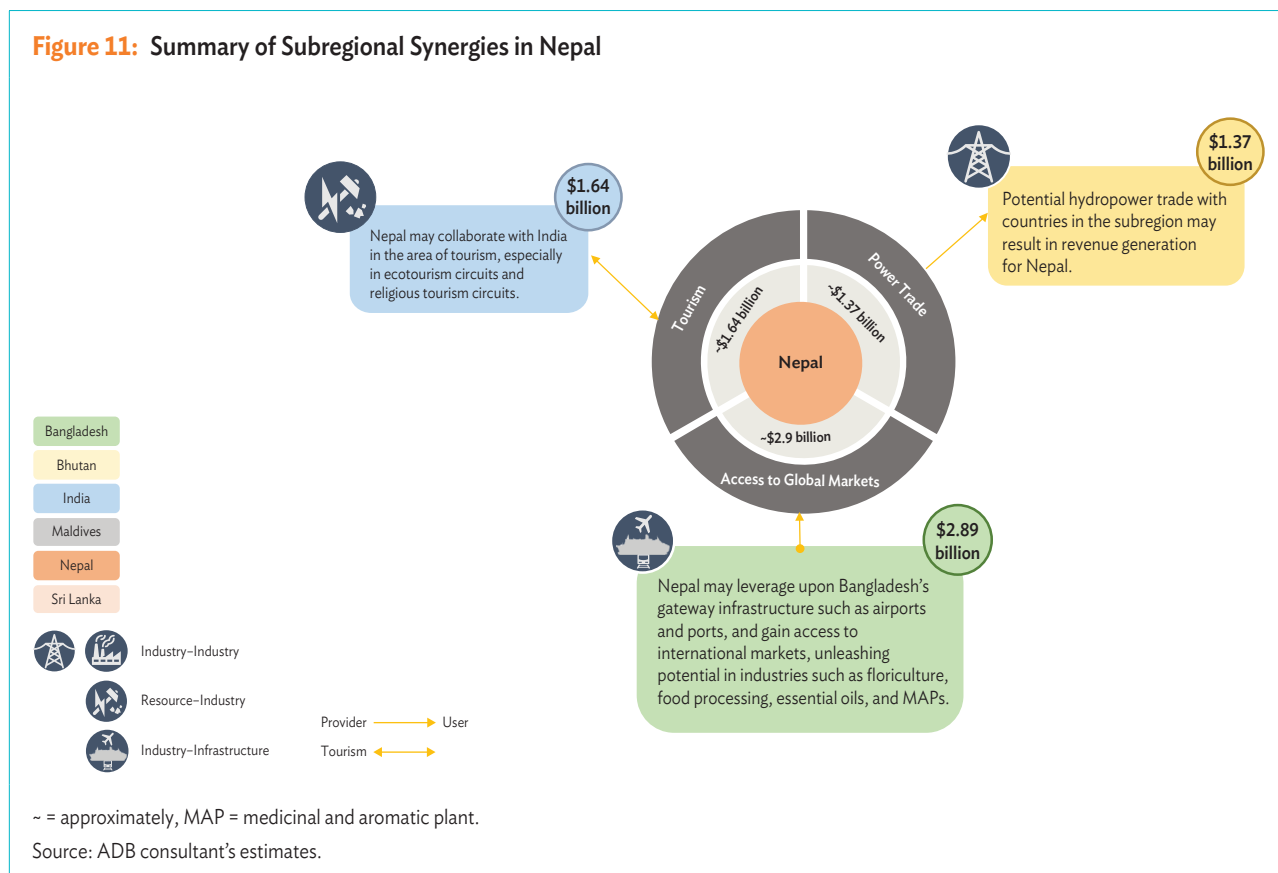 Figure 11: Summary of Subregional Synergies in Nepal
$1.64
billion
Nepal may collaborate with India
in the area of tourism, especially
in ecotourism circuits and
religious tourism circuits.
$1.37
billion
Potential hydropower trade with
countries in the subregion may
result in revenue generation
for Nepal.
Tourism
~$1.64 billion
Power Trade
~$1.37 billion
Nepal
~$2.9 billion
Access to Global Markets
$2.89
billion
Nepal may leverage upon Bangladesh’s
gateway infrastructure such as airports
and ports, and gain access to
international markets, unleashing
potential in industries such as floriculture,
food processing, essential oils, and MAPs.
Bangladesh
Bhutan
India
Maldives
Nepal
Sri Lanka
Industry–Industry
Resource–Industry
Industry–Infrastructure
Provider User
Tourism
~ = approximately, MAP = medicinal and aromatic plant.
Source: ADB consultant’s estimates.